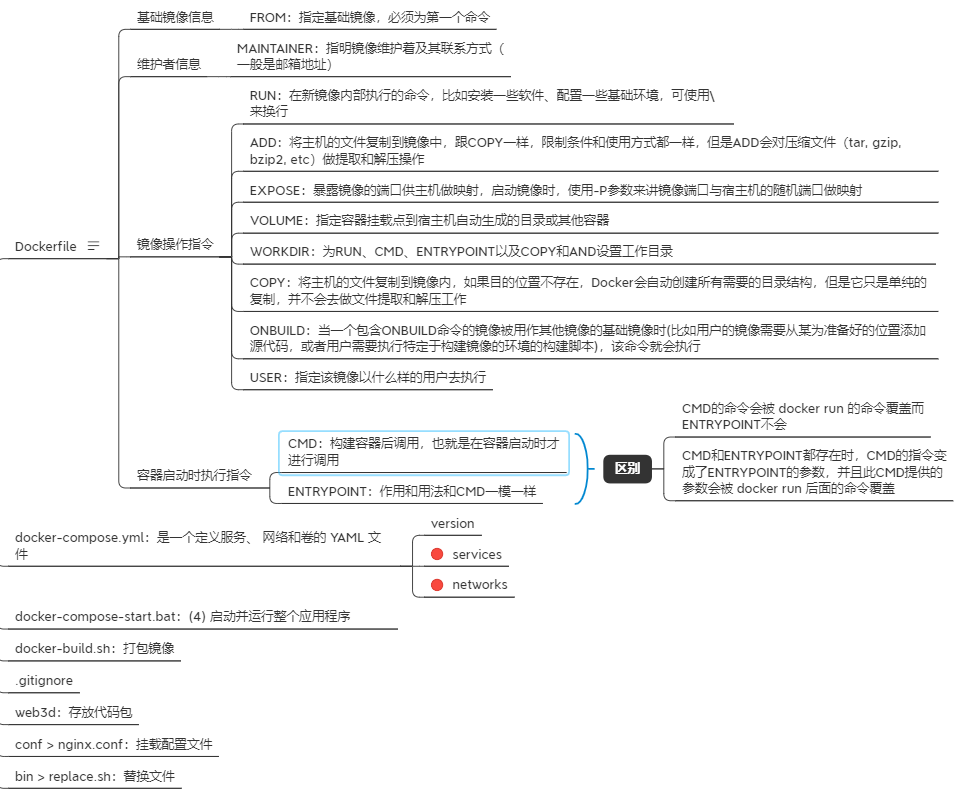 基础镜像信息
FROM：指定基础镜像，必须为第一个命令
维护者信息
MAINTAINER：指明镜像维护着及其联系方式（
一般是邮箱地址）
Dockerfile
镜像操作指令
RUN：在新镜像内部执行的命令，比如安装一些软件、配置一些基础环境，可使用\
来换行
ADD：将主机的文件复制到镜像中，跟COPY一样，限制条件和使用方式都一样，但是ADD会对压缩文件（tar, gzip,
bzip2, etc）做提取和解压操作
EXPOSE：暴露镜像的端口供主机做映射，启动镜像时，使用-P参数来讲镜像端口与宿主机的随机端口做映射
VOLUME：指定容器挂载点到宿主机自动生成的目录或其他容器
WORKDIR：为RUN、CMD、ENTRYPOINT以及COPY和AND设置工作目录
COPY：将主机的文件复制到镜像内，如果目的位置不存在，Docker会自动创建所有需要的目录结构，但是它只是单纯的
复制，并不会去做文件提取和解压工作
ONBUILD：当一个包含ONBUILD命令的镜像被用作其他镜像的基础镜像时(比如用户的镜像需要从某为准备好的位置添加
源代码，或者用户需要执行特定于构建镜像的环境的构建脚本)，该命令就会执行
USER：指定该镜像以什么样的用户去执行
容器启动时执行指令
CMD：构建容器后调用，也就是在容器启动时才
进行调用
ENTRYPOINT：作用和用法和CMD一模一样
区别
CMD的命令会被 docker run 的命令覆盖而
ENTRYPOINT不会
CMD和ENTRYPOINT都存在时，CMD的指令变
成了ENTRYPOINT的参数，并且此CMD提供的
参数会被 docker run 后面的命令覆盖
docker-compose.yml：是一个定义服务、 网络和卷的 YAML 文
件
version
services
networks
docker-compose-start.bat：(4) 启动并运行整个应用程序
docker-build.sh：打包镜像
.gitignore
web3d：存放代码包
conf > nginx.conf：挂载配置文件
bin > replace.sh：替换文件